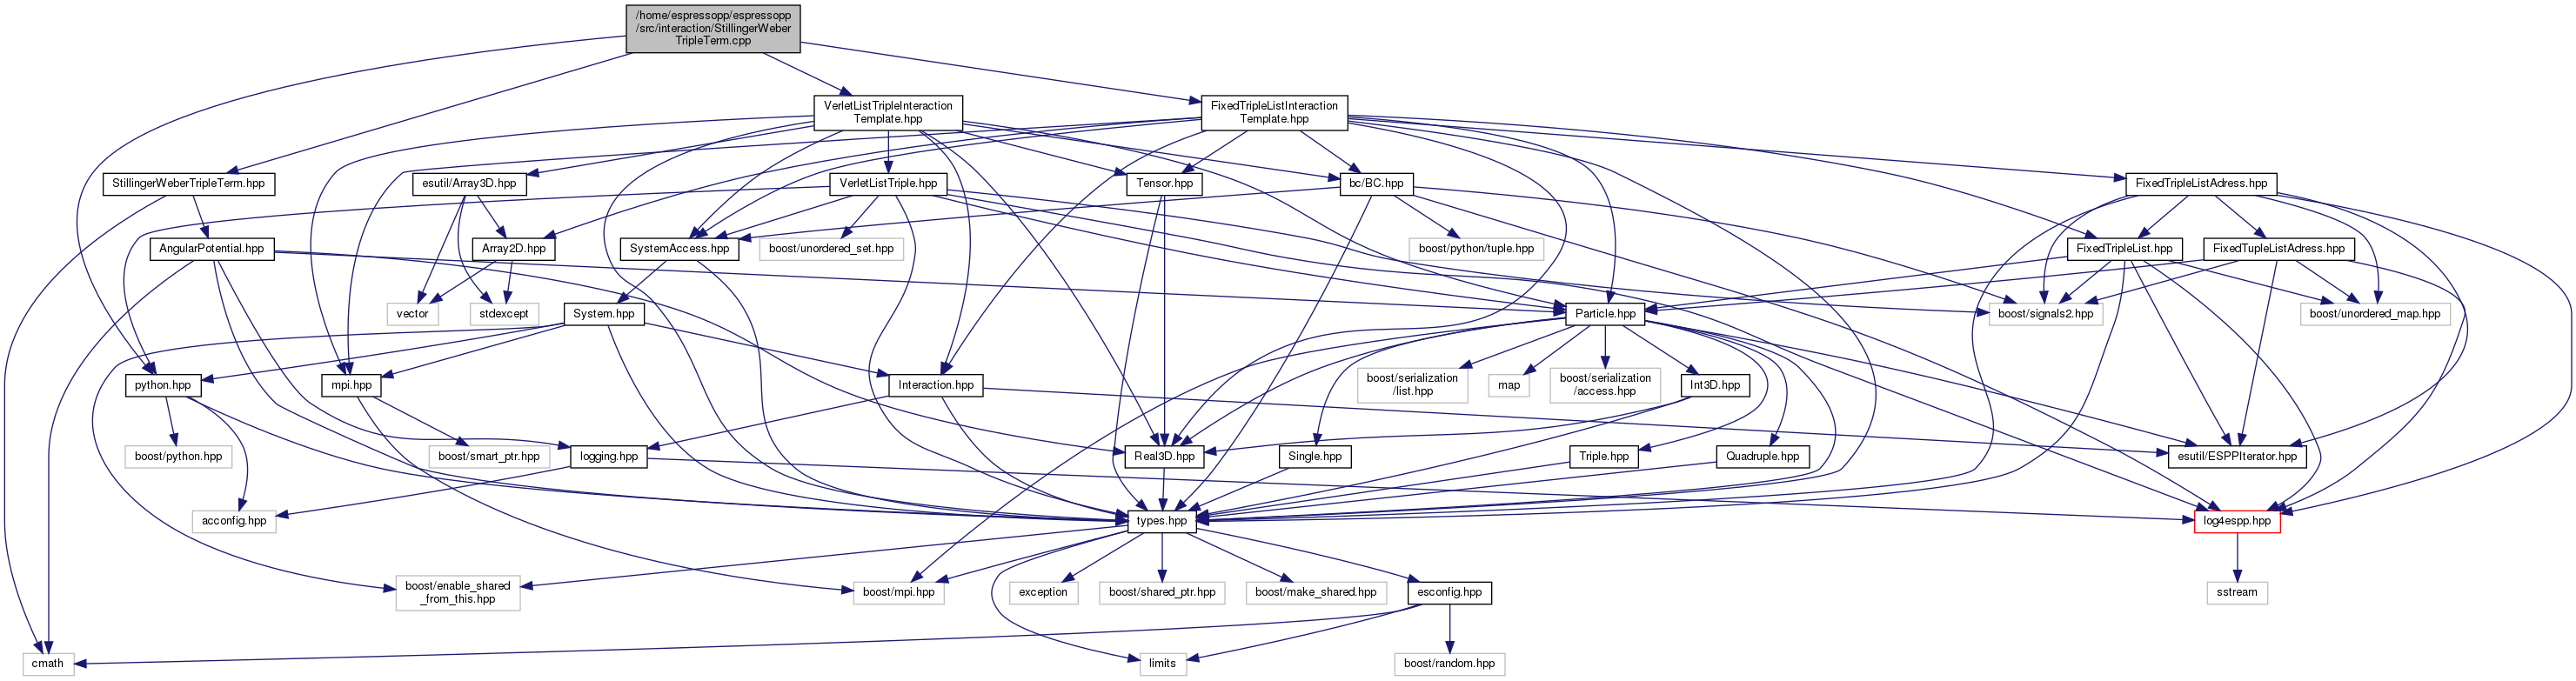 /home/espressopp/espressopp
/src/interaction/StillingerWeber
TripleTerm.cpp
VerletListTripleInteraction
Template.hpp
FixedTripleListInteraction
Template.hpp
StillingerWeberTripleTerm.hpp
esutil/Array3D.hpp
VerletListTriple.hpp
Tensor.hpp
bc/BC.hpp
FixedTripleListAdress.hpp
AngularPotential.hpp
Array2D.hpp
SystemAccess.hpp
boost/unordered_set.hpp
boost/python/tuple.hpp
FixedTripleList.hpp
FixedTupleListAdress.hpp
vector
stdexcept
System.hpp
Particle.hpp
boost/signals2.hpp
boost/unordered_map.hpp
python.hpp
mpi.hpp
Interaction.hpp
boost/serialization
/list.hpp
map
boost/serialization
/access.hpp
Int3D.hpp
boost/python.hpp
boost/smart_ptr.hpp
logging.hpp
Real3D.hpp
Single.hpp
Triple.hpp
Quadruple.hpp
esutil/ESPPIterator.hpp
acconfig.hpp
types.hpp
log4espp.hpp
boost/enable_shared
_from_this.hpp
boost/mpi.hpp
exception
boost/shared_ptr.hpp
boost/make_shared.hpp
esconfig.hpp
sstream
cmath
limits
boost/random.hpp